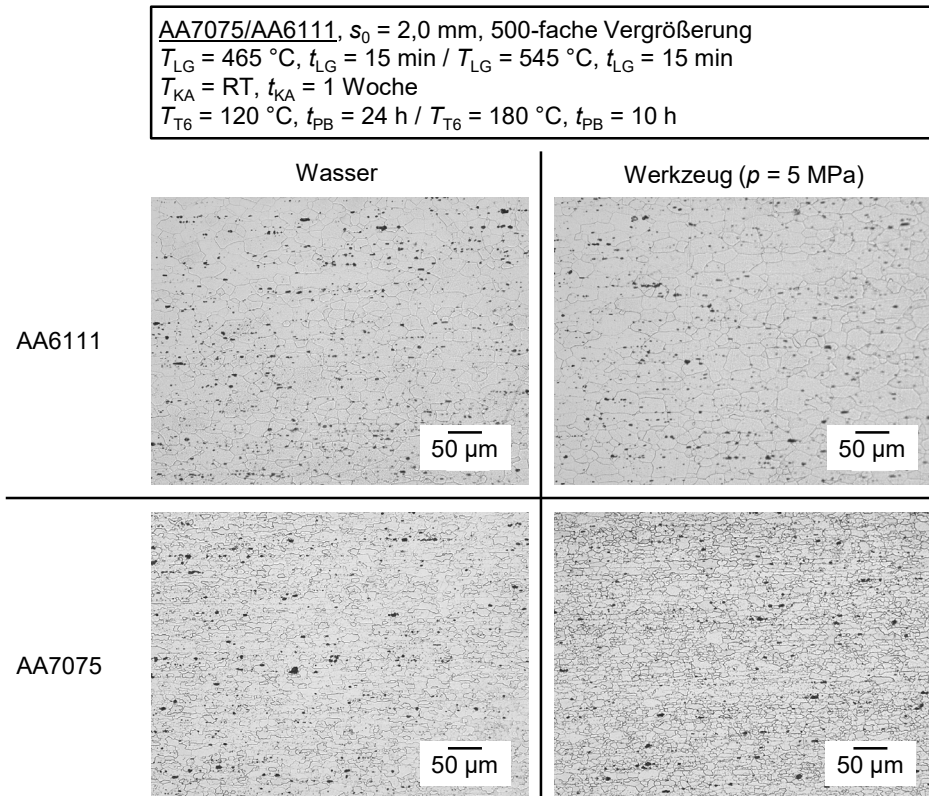 AA7075/AA6111, s0 = 2,0 mm, 500-fache Vergrößerung
TLG = 465 °C, tLG = 15 min / TLG = 545 °C, tLG = 15 min
TKA = RT, tKA = 1 Woche
TT6 = 120 °C, tPB = 24 h / TT6 = 180 °C, tPB = 10 h
Wasser
Werkzeug (p = 5 MPa)
AA6111
50 µm
50 µm
AA7075
50 µm
50 µm